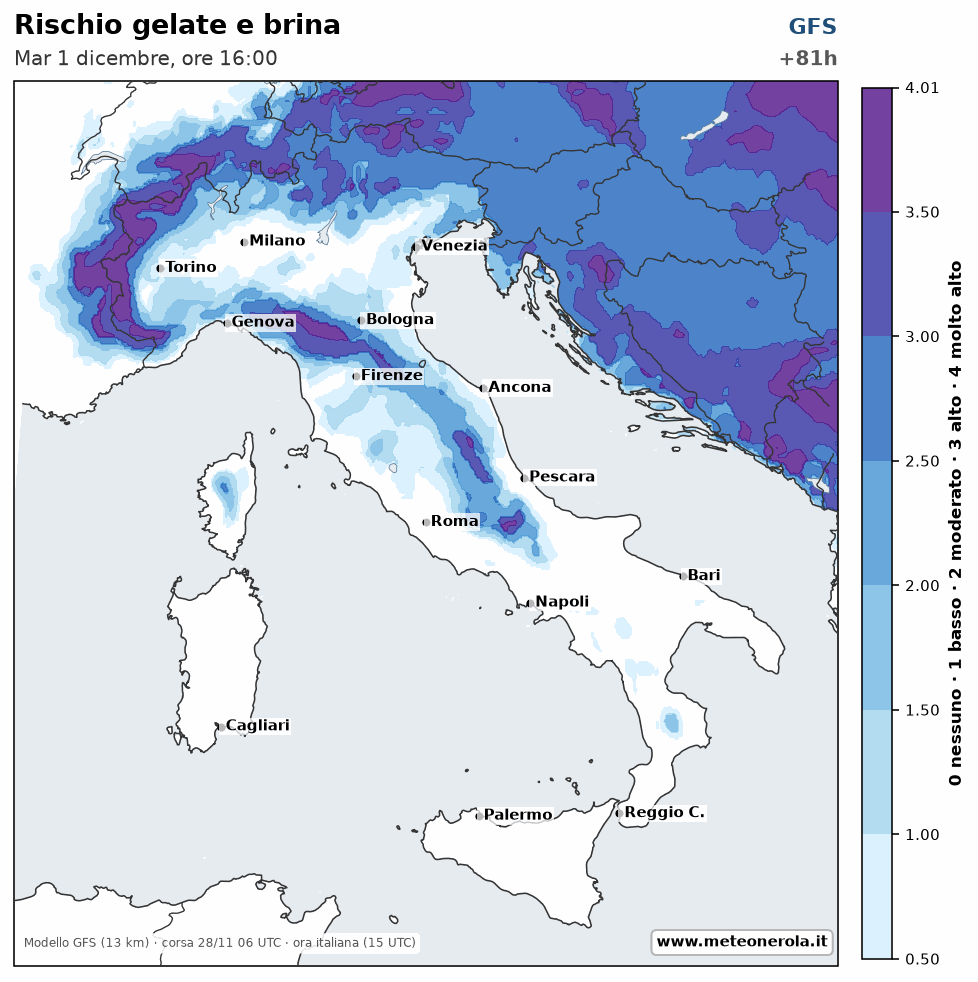 Rischio gelate e brina
GFS
Mar 1 dicembre, ore 16:00
+81h
4.01
3.50
3.00
2.50
2.00
1.50
1.00
0.50
0 nessuno · 1 basso · 2 moderato · 3 alto · 4 molto alto
Milano
Venezia
Torino
Genova
Bologna
Firenze
Ancona
Pescara
Roma
Bari
Napoli
Cagliari
Palermo
Reggio C.
Modello GFS (13 km) · corsa 28/11 06 UTC · ora italiana (15 UTC)
www.meteonerola.it